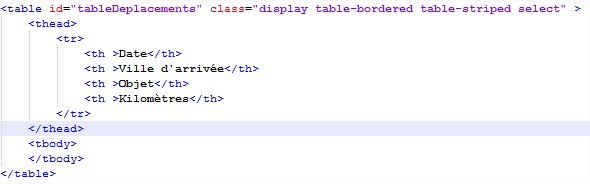 <table id="tableDeplacements" class="display table-bordered table-striped select" >
<thead>
<tr>
<th >Date</th>
<th >Ville d'arrivée</th>
<th >Objet</th>
<th >Kilomètres</th>
</tr>
</thead>
<tbody>
</tbody>
</table>